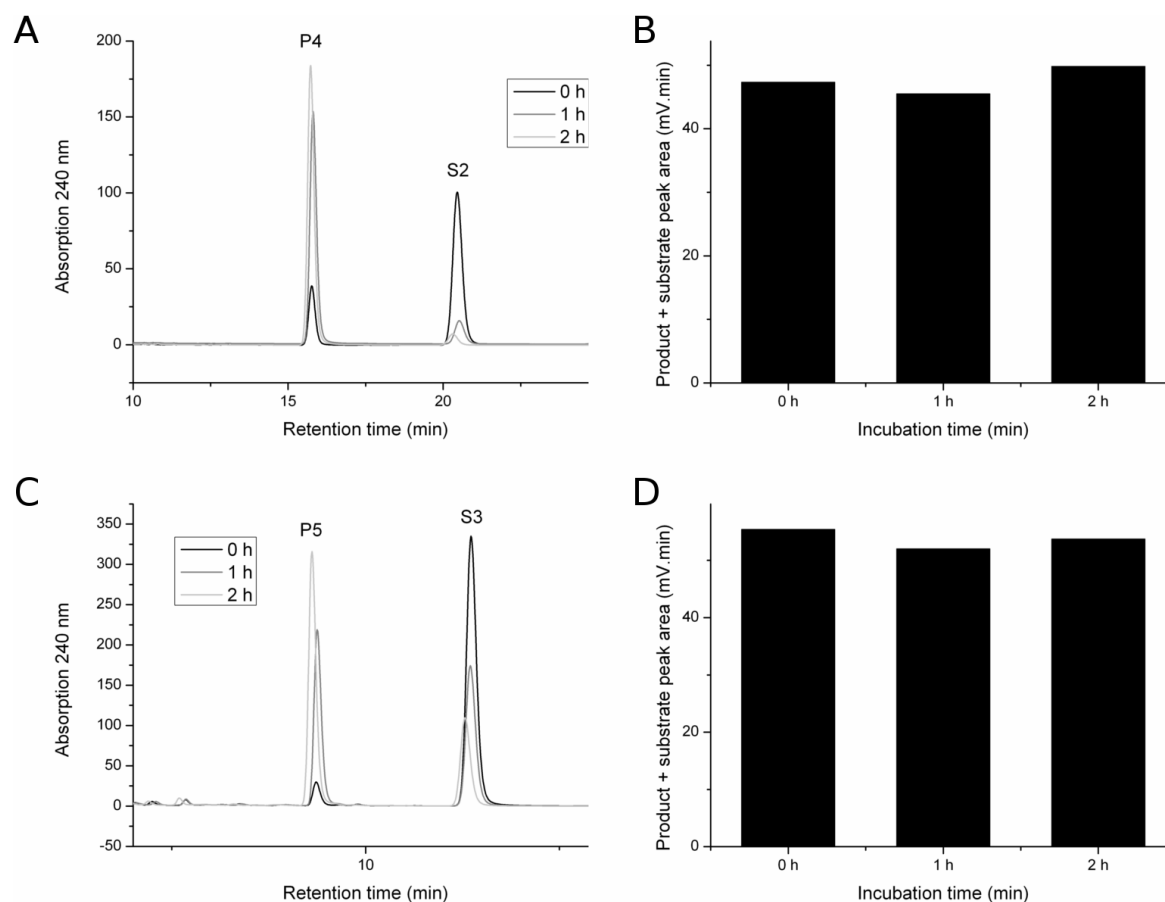 A
200
150
100
50
0
P4
S2
0 h
1 h
2 h
10
15
20
Absorption 240 nm
Retention time (min)
B
40
20
0
0 h
1 h
2 h
Product + substrate peak area (mV.min)
Incubation time (min)
C
350
300
250
200
150
100
50
0
-50
P5
S3
0 h
1 h
2 h
10
Absorption 240 nm
Retention time (min)
D
40
20
0
0 h
1 h
2 h
Product + substrate peak area (mV.min)
Incubation time (min)